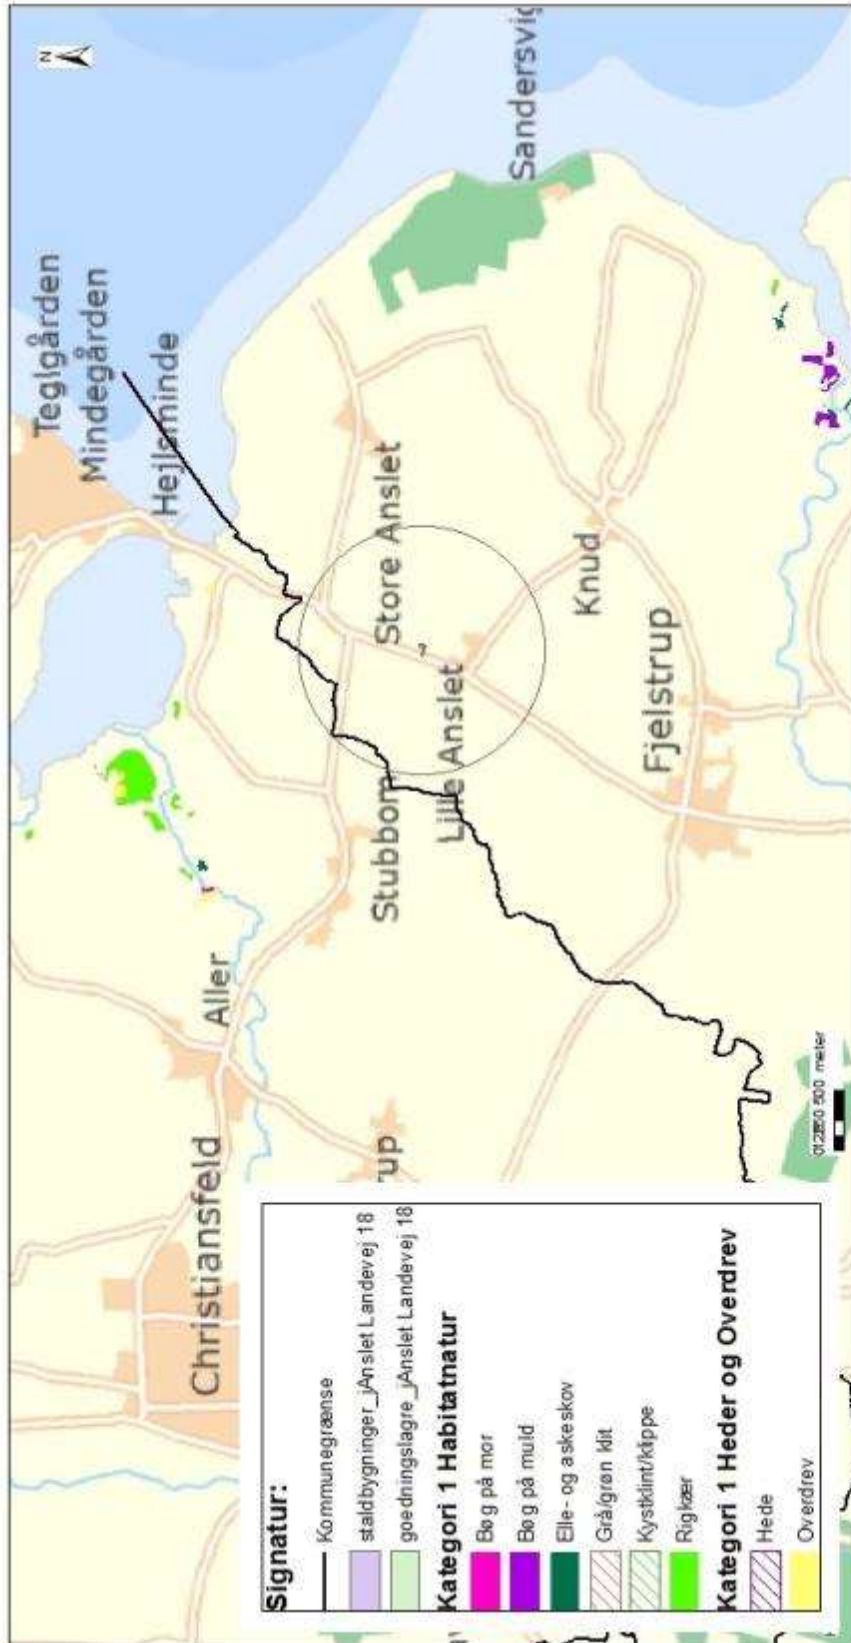 N
Teglgården
Mindegården
Hejlsminde
Sandersvig
Christiansfeld
Aller
Stubbom
Store Anslet
Lille Anslet
Knud
Fjelstrup
rup
500 meter
Signatur:
Kommunegrænse
staldbygninger_jAnslet Landevej 18
goedningslagre_jAnslet Landevej 18
Kategori 1 Habitatnatur
Bøg på mor
Bøg på muld
Elle- og askeskov
Grå/grøn klit
Kystklint/klippe
Rigkær
Kategori 1 Heder og Overdrev
Hede
Overdrev